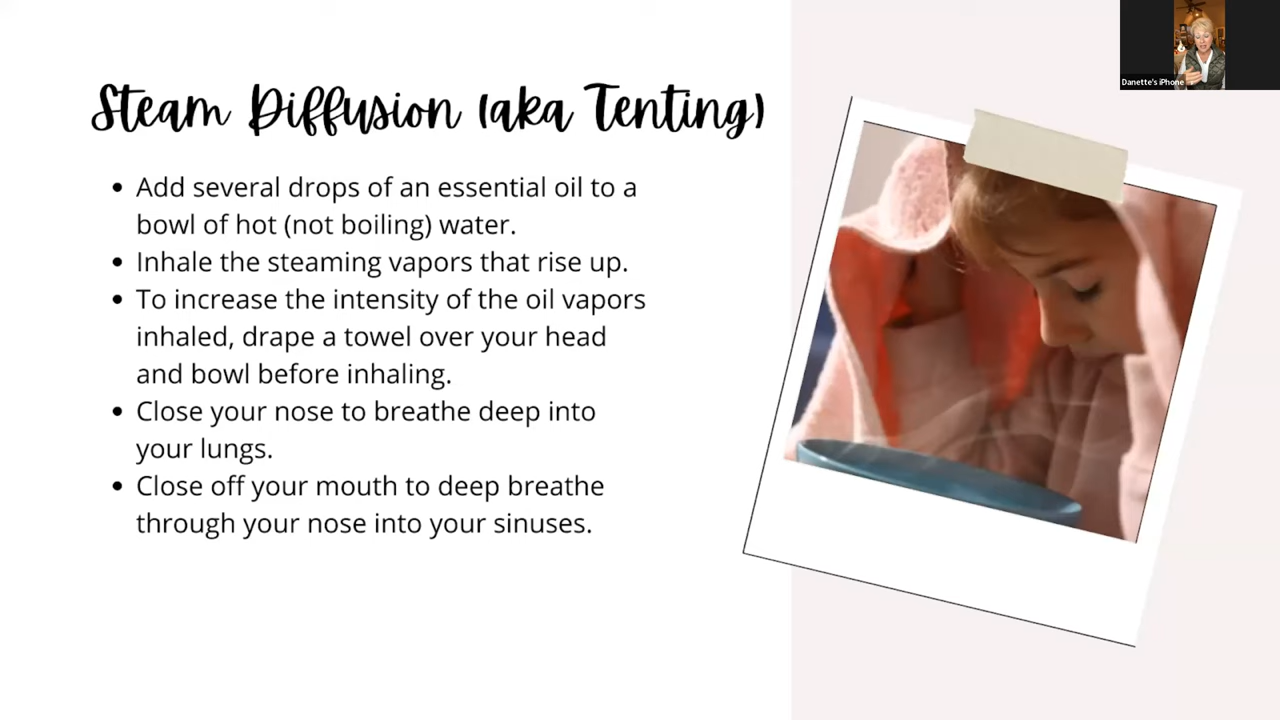 Danette's iPhone
Steam Diffusion (aka Tenting)
• Add several drops of an essential oil to a
bowl of hot (not boiling) water.
• Inhale the steaming vapors that rise up.
• To increase the intensity of the oil vapors
inhaled, drape a towel over your head
and bowl before inhaling.
• Close your nose to breathe deep into
your lungs.
• Close off your mouth to deep breathe
through your nose into your sinuses.